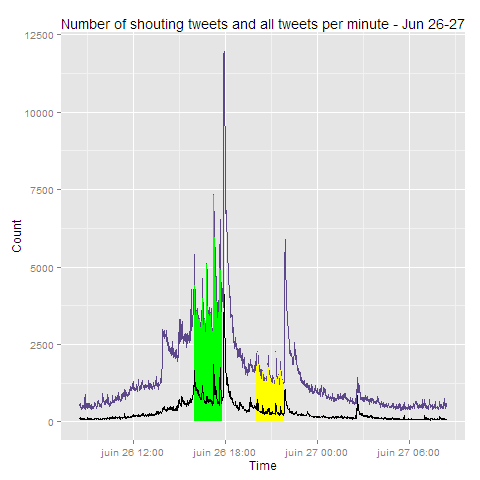 Number of shouting tweets and all tweets per minute - Jun 26-27
12500
10000
7500
5000
2500
0
Count
juin 26 12:00
juin 26 18:00
juin 27 00:00
juin 27 06:00
Time